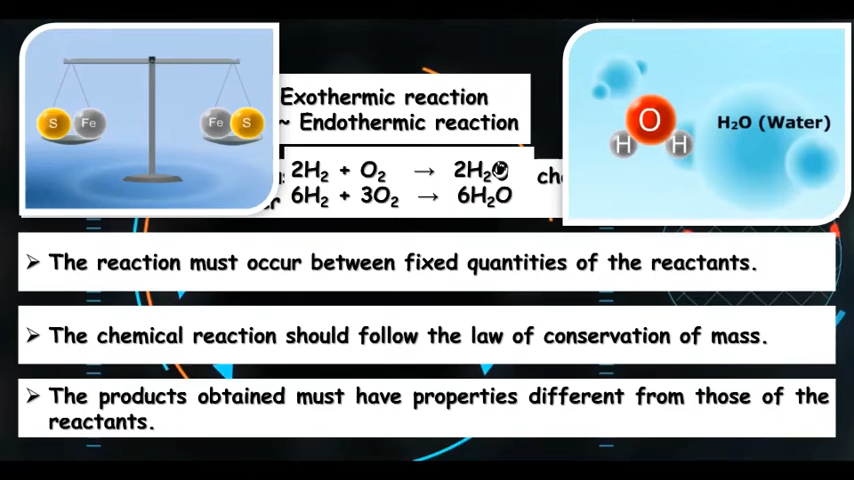 Exothermic reaction
~ Endothermic reaction
S Fe Fe S
O
H H
H₂O (Water)
2H₂ + O₂ → 2H₂
6H₂ + 3O₂ → 6H₂O
➢ The reaction must occur between fixed quantities of the reactants.
➢ The chemical reaction should follow the law of conservation of mass.
➢ The products obtained must have properties different from those of the
reactants.